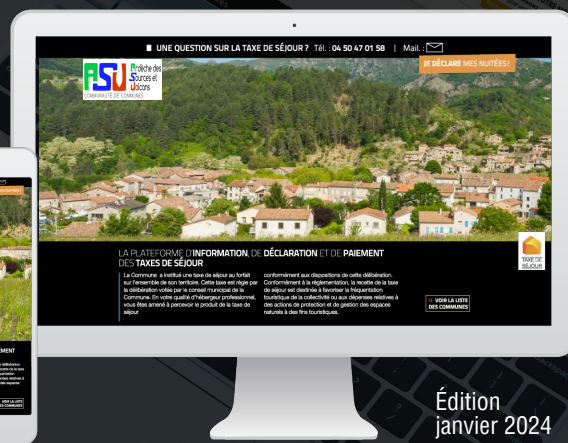 UNE QUESTION SUR LA TAXE DE SÉJOUR ? Tél. : 04 50 47 01 58 | Mail. :
JE DÉCLARE MES NUITÉES !
Ardèche des
Sources et
Volcans
COMMUNAUTÉ DE COMMUNES
LA PLATEFORME D'INFORMATION, DE DÉCLARATION ET DE PAIEMENT
DES TAXES DE SÉJOUR
La Commune a institué une taxe de séjour au forfait
sur l'ensemble de son territoire. Cette taxe est régie par
la délibération votée par le conseil municipal de la
Commune. En votre qualité d'hébergeur professionnel,
vous êtes amené à percevoir le produit de la taxe de
séjour
conformément aux dispositions de cette délibération.
Conformément à la réglementation, la recette de la taxe
de séjour est destinée à favoriser la fréquentation
touristique de la collectivité ou aux dépenses relatives à
des actions de protection et de gestion des espaces
naturels à des fins touristiques.
TAXE DE
SÉJOUR
VOIR LA LISTE
DES COMMUNES
Édition
janvier 2024